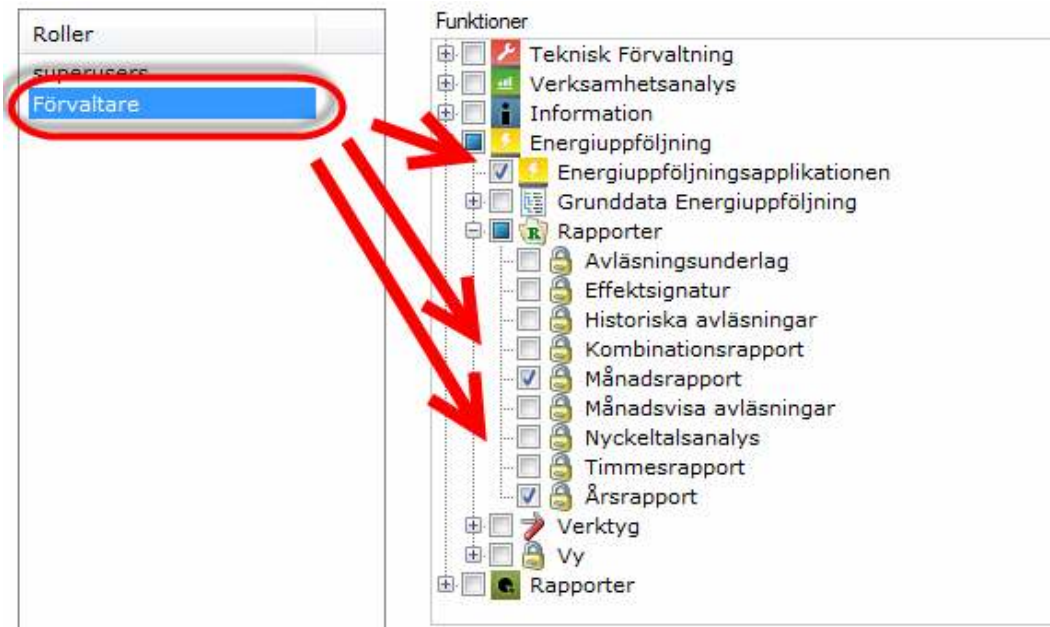 Roller
superusers
Förvaltare
Funktioner
Teknisk Förvaltning
Verksamhetsanalys
Information
Energiuppföljning
Energiuppföljningsapplikationen
Grunddata Energiuppföljning
Rapporter
Avläsningsunderlag
Effektsignatur
Historiska avläsningar
Kombinationsrapport
Månadsrapport
Månadsvisa avläsningar
Nyckeltalsanalys
Timmesrapport
Årsrapport
Verktyg
Vy
Rapporter